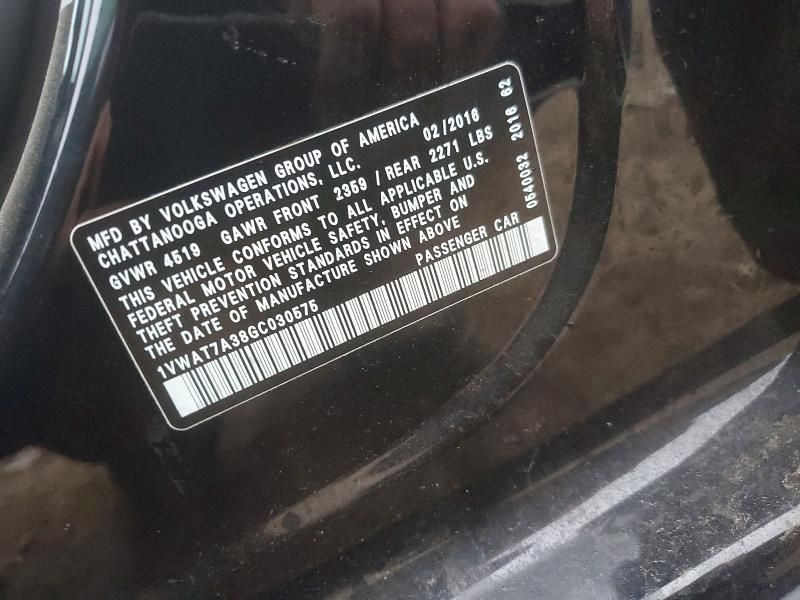 MFD BY VOLKSWAGEN GROUP OF AMERICA
CHATTANOOGA OPERATIONS, LLC. 02/2016
GVWR 4519 GAWR FRONT 2359 / REAR 2271 LBS
THIS VEHICLE CONFORMS TO ALL APPLICABLE U.S.
FEDERAL MOTOR VEHICLE SAFETY, BUMPER AND
THEFT PREVENTION STANDARDS IN EFFECT ON
THE DATE OF MANUFACTURE SHOWN ABOVE
1VWAT7A38GC030575 PASSENGER CAR
0540032 2016 62